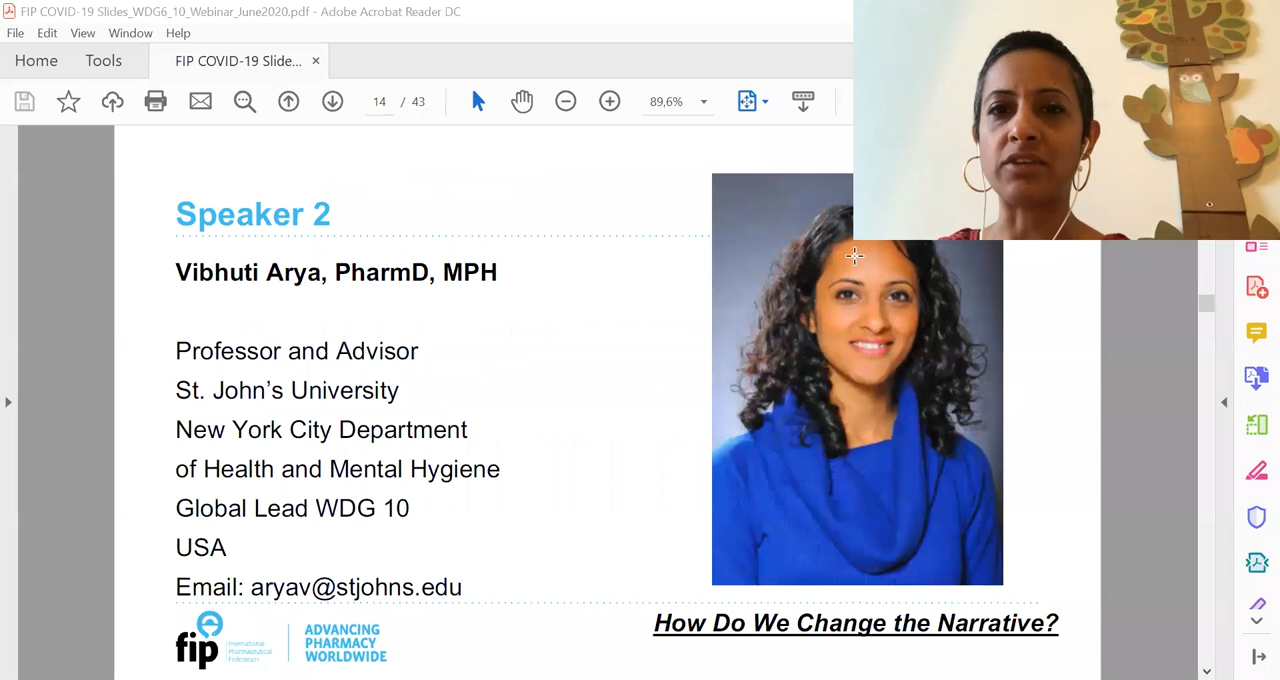 FIP COVID-19 Slides_WDG6_10_Webinar_June2020.pdf - Adobe Acrobat Reader DC
File Edit View Window Help
Home Tools FIP COVID-19 Slide... ×
14 / 43 89,6%
Speaker 2
Vibhuti Arya, PharmD, MPH
Professor and Advisor
St. John’s University
New York City Department
of Health and Mental Hygiene
Global Lead WDG 10
USA
Email: aryav@stjohns.edu
How Do We Change the Narrative?
fip
International
Pharmaceutical
Federation
ADVANCING
PHARMACY
WORLDWIDE